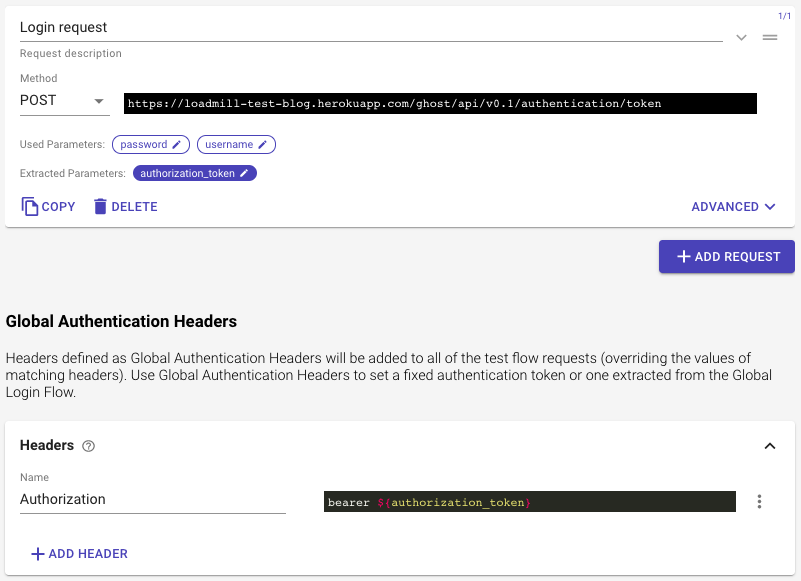 1/1
Login request
Request description
Method
POST
https://loadmill-test-blog.herokuapp.com/ghost/api/v0.1/authentication/token
Used Parameters: password username
Extracted Parameters: authorization_token
COPY DELETE ADVANCED
ADD REQUEST
Global Authentication Headers
Headers defined as Global Authentication Headers will be added to all of the test flow requests (overriding the values of
matching headers). Use Global Authentication Headers to set a fixed authentication token or one extracted from the Global
Login Flow.
Headers ?
Name
Authorization bearer ${authorization_token}
ADD HEADER